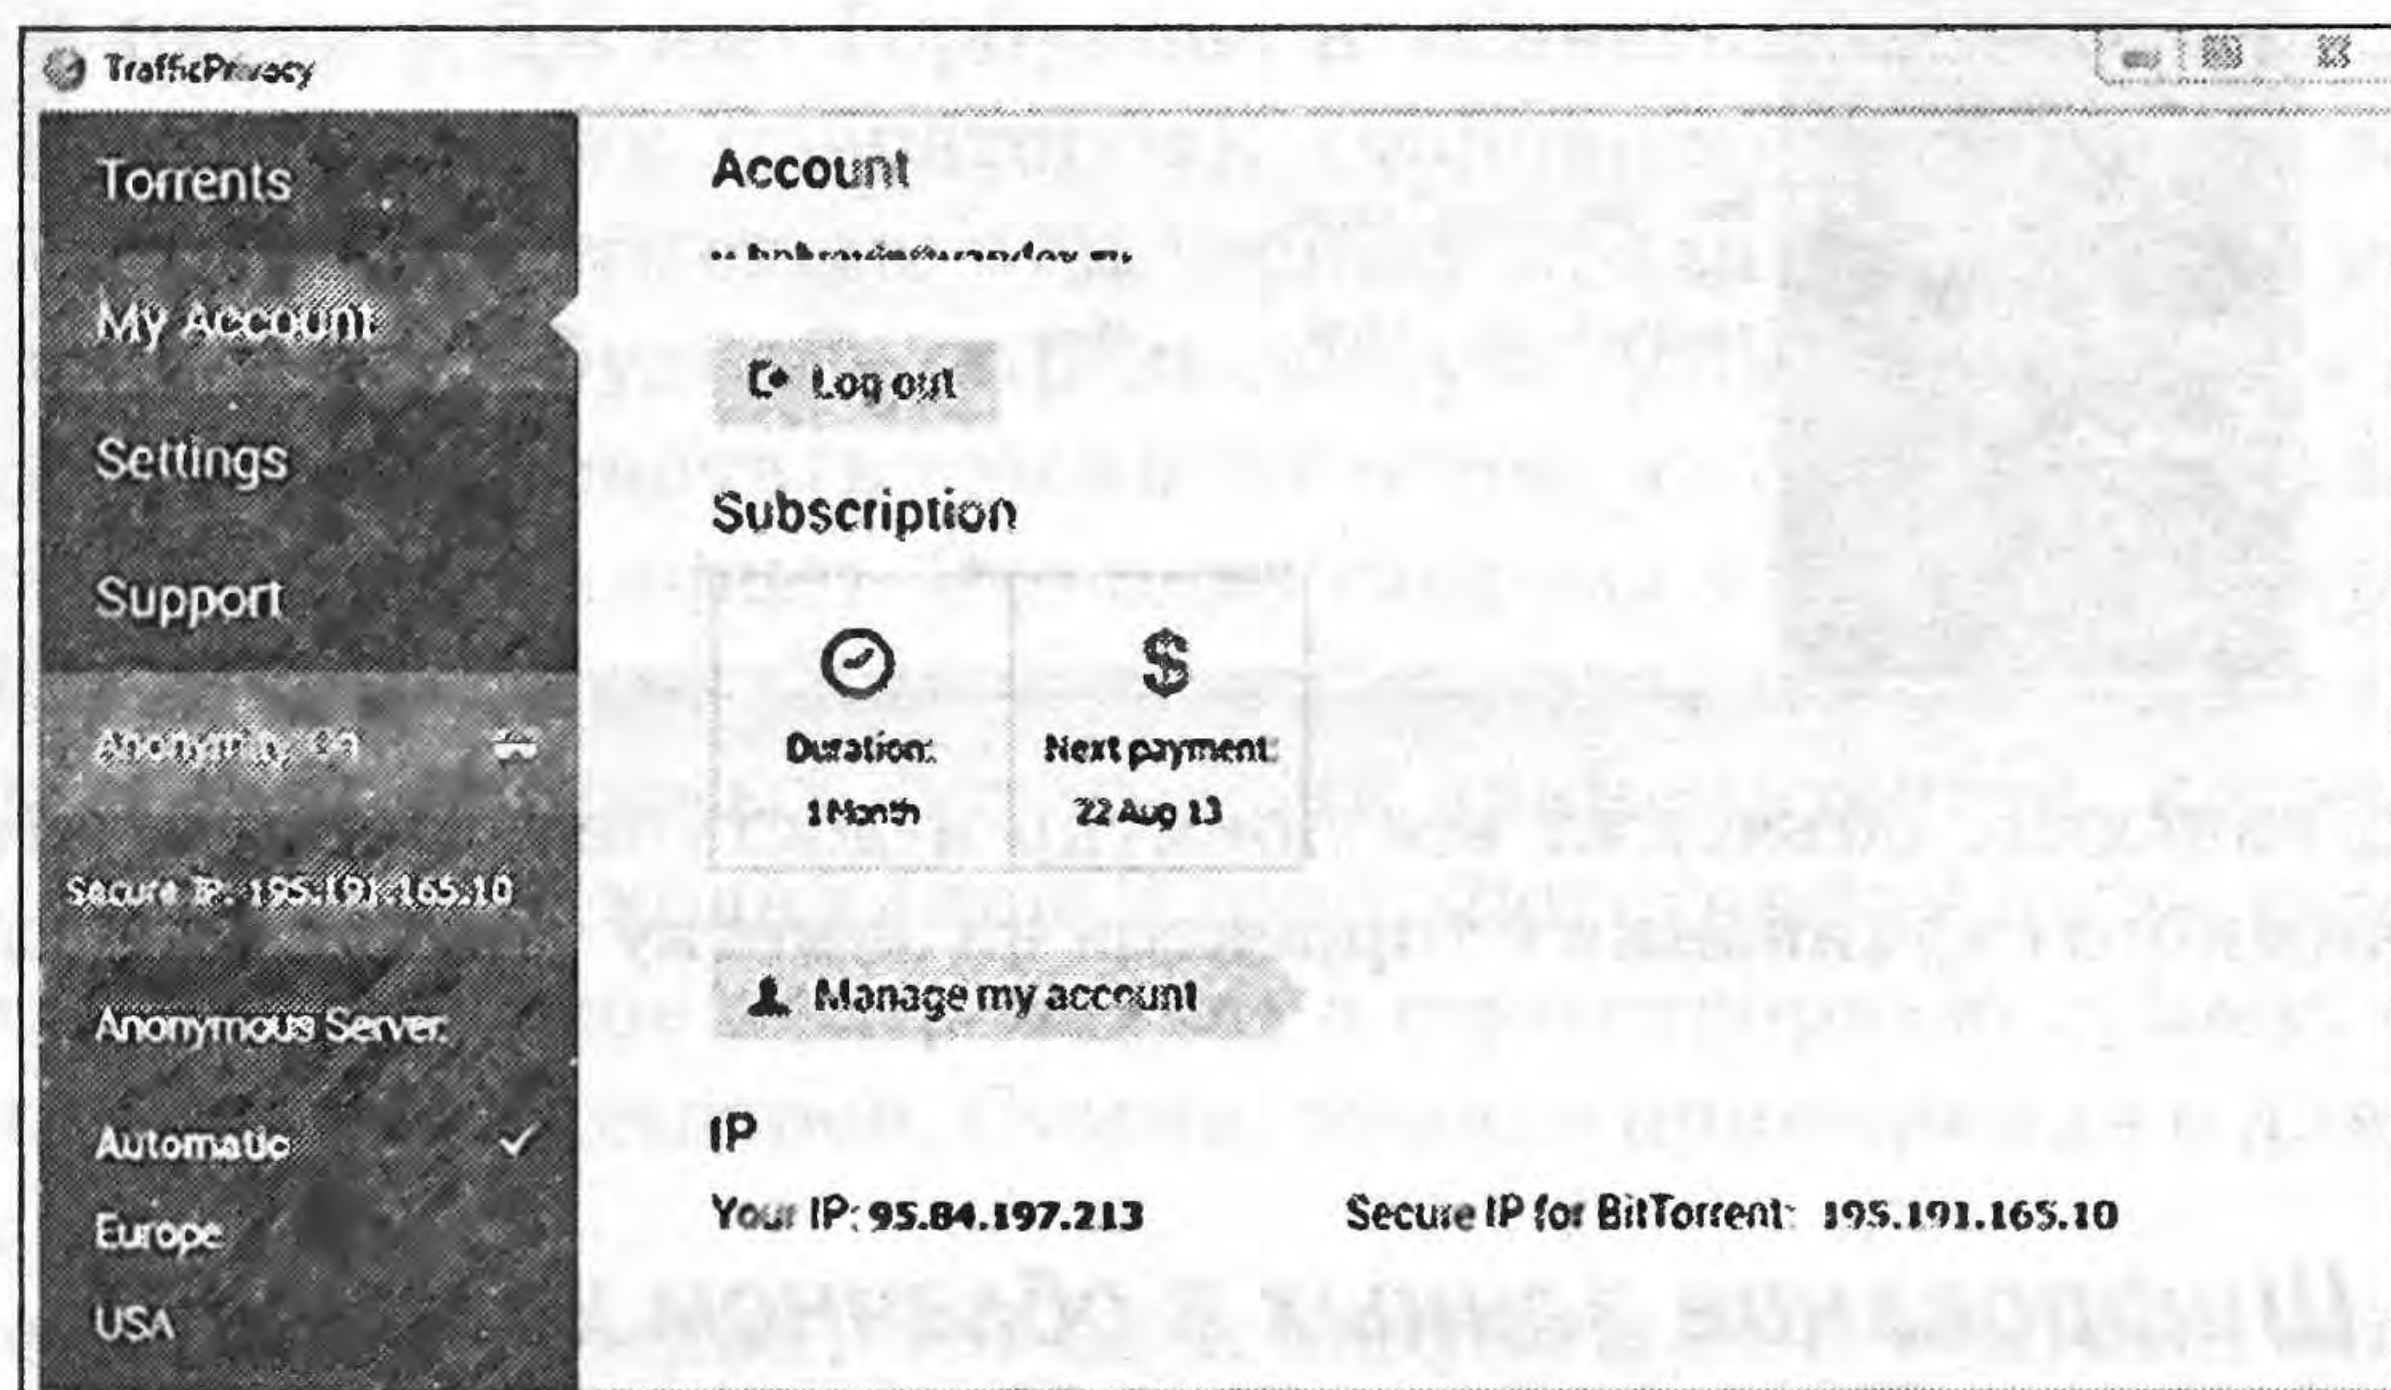 TrafficPrivacy
Torrents
My Account
Settings
Support
Anonymity on
Secure IP: 195.191.165.10
Anonymous Server:
Automatic
Europe
USA
Account
Log out
Subscription
Duration:
1 Month
Next payment:
22 Aug 13
Manage my account
IP
Your IP: 95.84.197.213
Secure IP for BitTorrent: 195.191.165.10